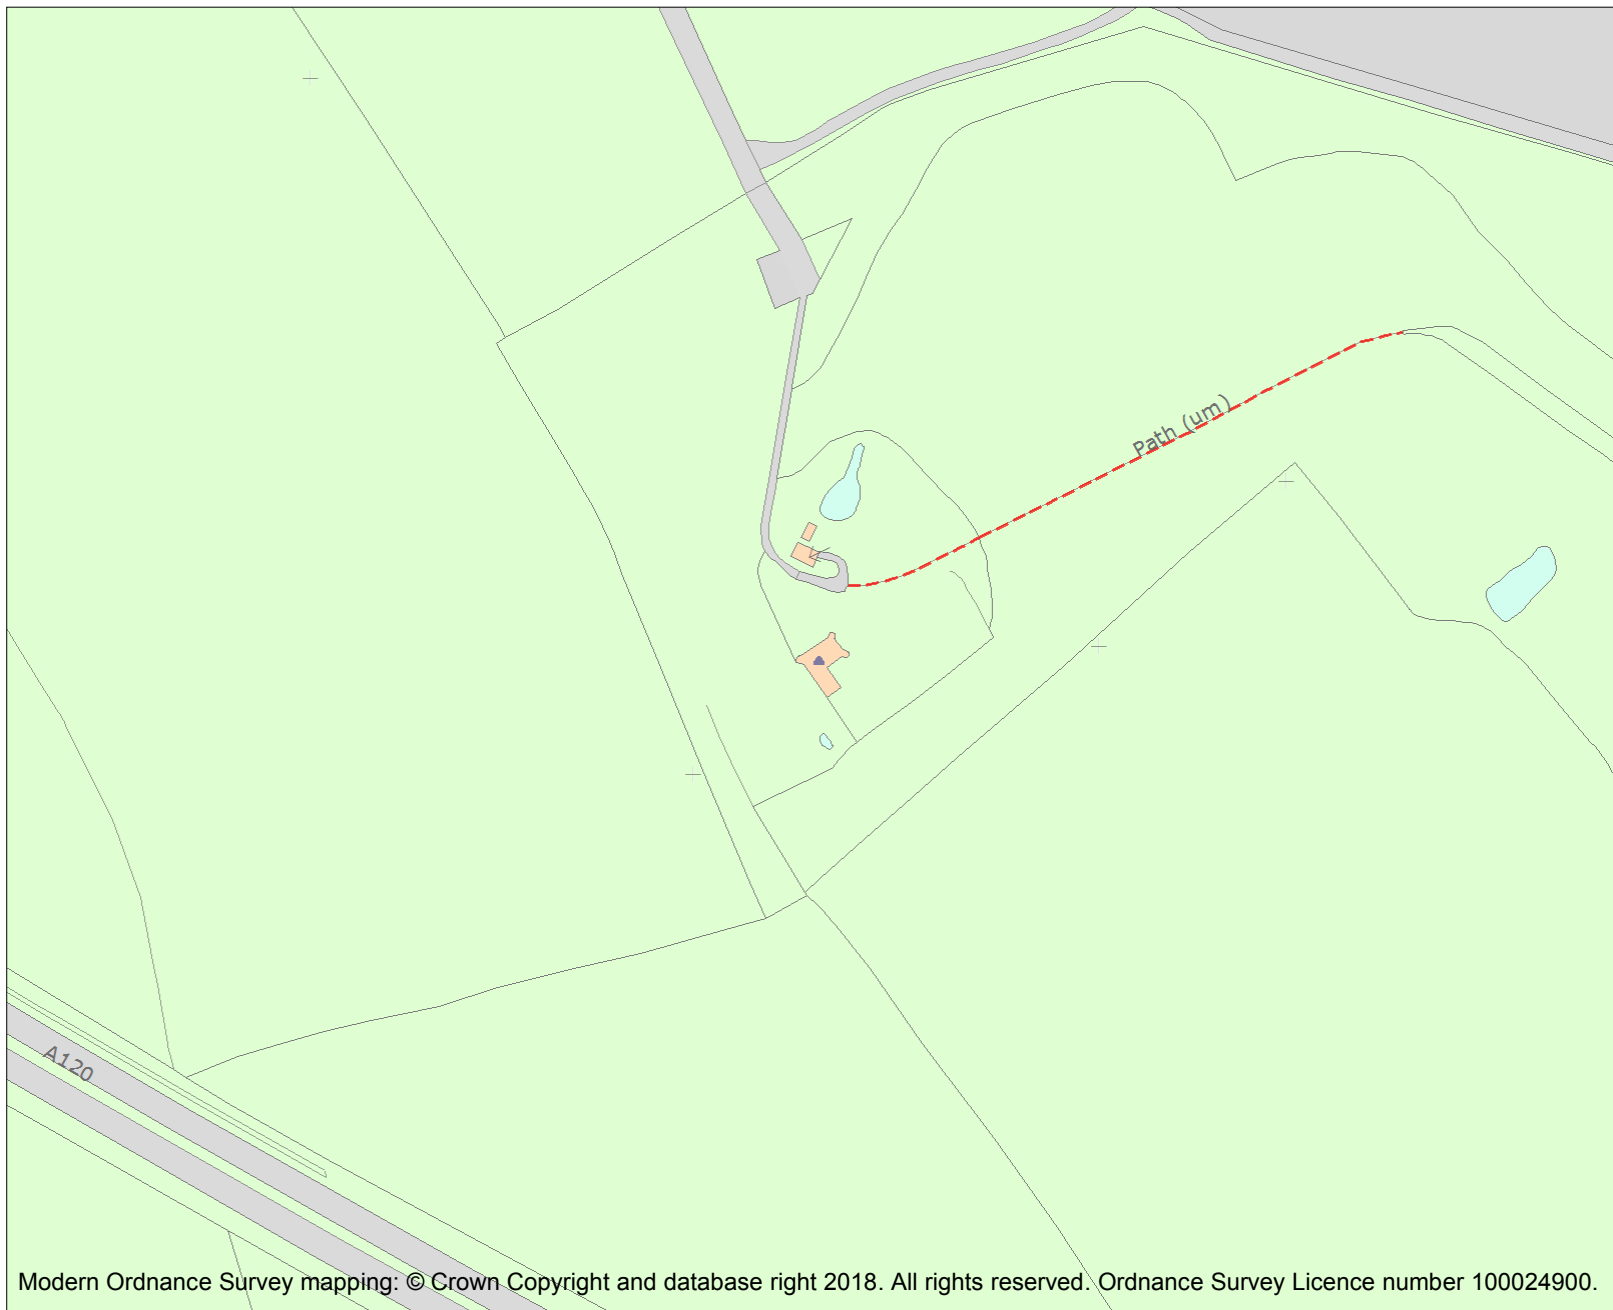 Path (um)
A120
Modern Ordnance Survey mapping: © Crown Copyright and database right 2018. All rights reserved. Ordnance Survey Licence number 100024900.